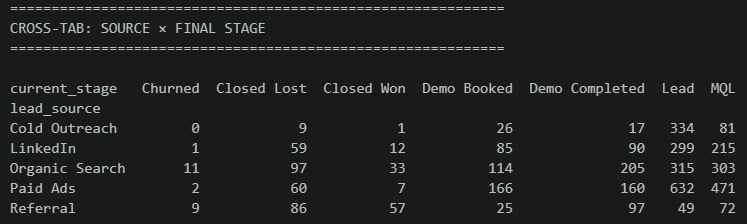 ============================================================
CROSS-TAB: SOURCE × FINAL STAGE
============================================================
current_stage   Churned  Closed Lost  Closed Won  Demo Booked  Demo Completed  Lead  MQL
lead_source
Cold Outreach         0            9           1           26              17   334   81
LinkedIn              1           59          12           85              90   299  215
Organic Search       11           97          33          114             205   315  303
Paid Ads              2           60           7          166             160   632  471
Referral              9           86          57           25              97    49   72